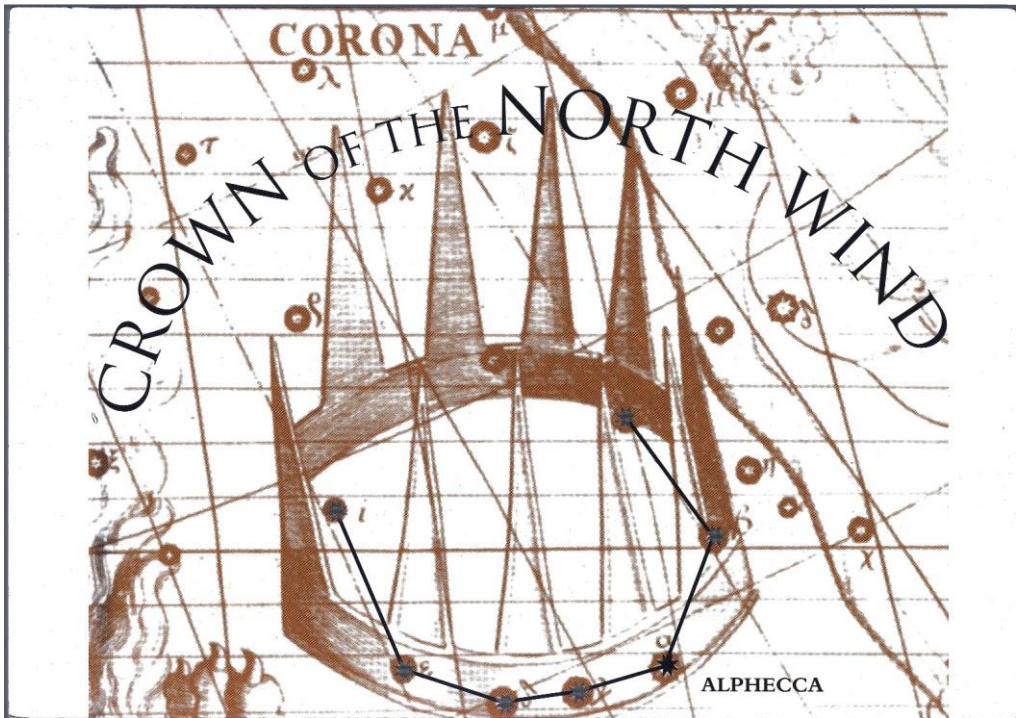 CORONA
CROWN OF THE NORTH WIND
μ
λ
τ
χ
ξ
ι
η
χ
ALPHECCA